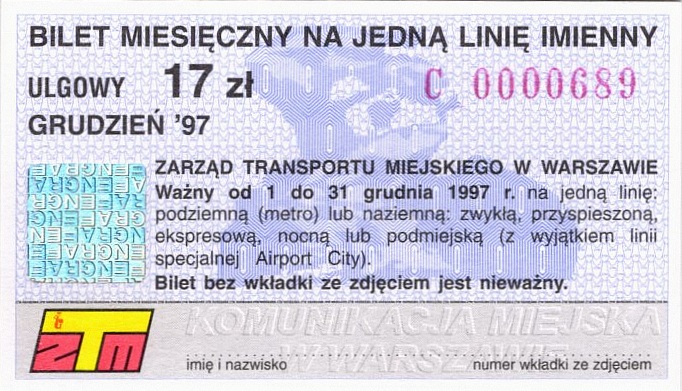 BILET MIESIĘCZNY NA JEDNĄ LINIĘ IMIENNY
ULGOWY 17 zł C 0000689
GRUDZIEŃ '97
ZARZĄD TRANSPORTU MIEJSKIEGO W WARSZAWIE
Ważny od 1 do 31 grudnia 1997 r. na jedną linię:
podziemną (metro) lub naziemną: zwykłą, przyspieszoną,
ekspresową, nocną lub podmiejską (z wyjątkiem linii
specjalnej Airport City).
Bilet bez wkładki ze zdjęciem jest nieważny.
KOMUNIKACJA MIEJSKA
W WARSZAWIE
ZTM
imię i nazwisko numer wkładki ze zdjęciem